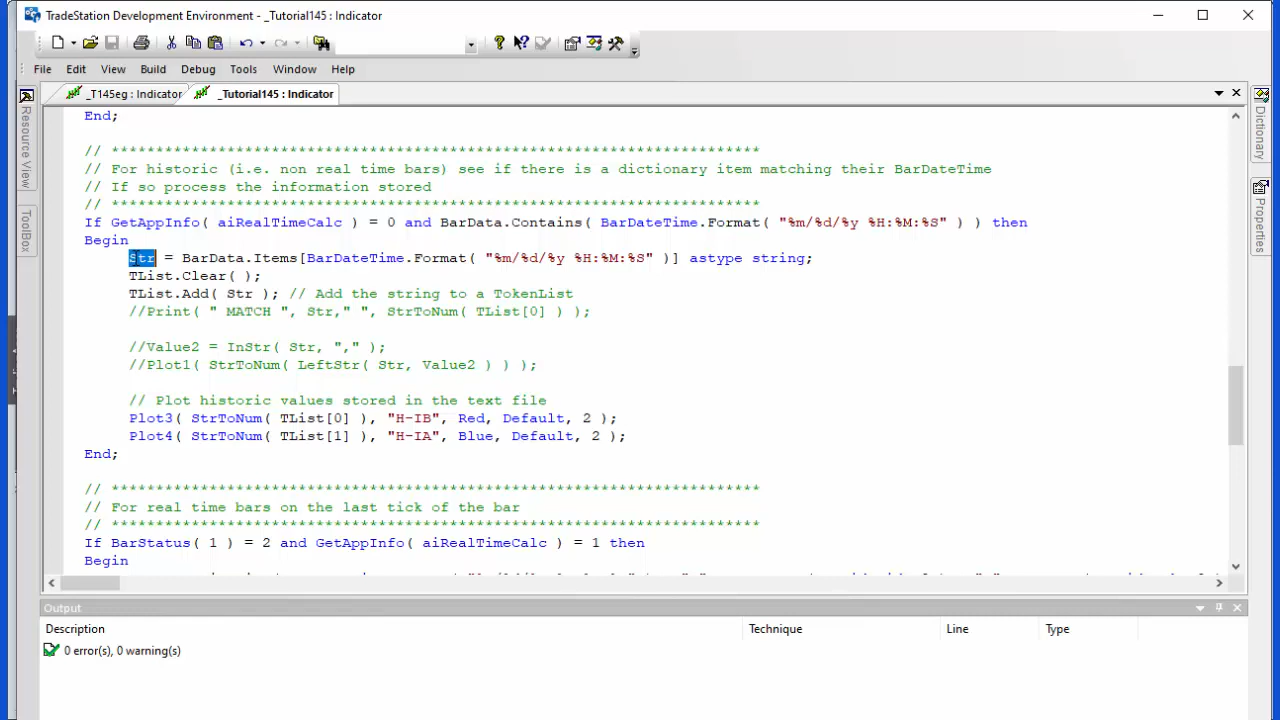 TradeStation Development Environment - _Tutorial145 : Indicator
File Edit View Build Debug Tools Window Help
_T145eg : Indicator _Tutorial145 : Indicator
Resource View
ToolBox
Dictionary
Properties
End;
// *************************************************************************
// For historic (i.e. non real time bars) see if there is a dictionary item matching their BarDateTime
// If so process the information stored
// *************************************************************************
If GetAppInfo( aiRealTimeCalc ) = 0 and BarData.Contains( BarDateTime.Format( "%m/%d/%y %H:%M:%S" ) ) then
Begin
Str = BarData.Items[BarDateTime.Format( "%m/%d/%y %H:%M:%S" )] astype string;
TList.Clear( );
TList.Add( Str ); // Add the string to a TokenList
//Print( " MATCH ", Str," ", StrToNum( TList[0] ) );
//Value2 = InStr( Str, "," );
//Plot1( StrToNum( LeftStr( Str, Value2 ) ) );
// Plot historic values stored in the text file
Plot3( StrToNum( TList[0] ), "H-IB", Red, Default, 2 );
Plot4( StrToNum( TList[1] ), "H-IA", Blue, Default, 2 );
End;
// *************************************************************************
// For real time bars on the last tick of the bar
// *************************************************************************
If BarStatus( 1 ) = 2 and GetAppInfo( aiRealTimeCalc ) = 1 then
Begin
Output
Description Technique Line Type
0 error(s), 0 warning(s)